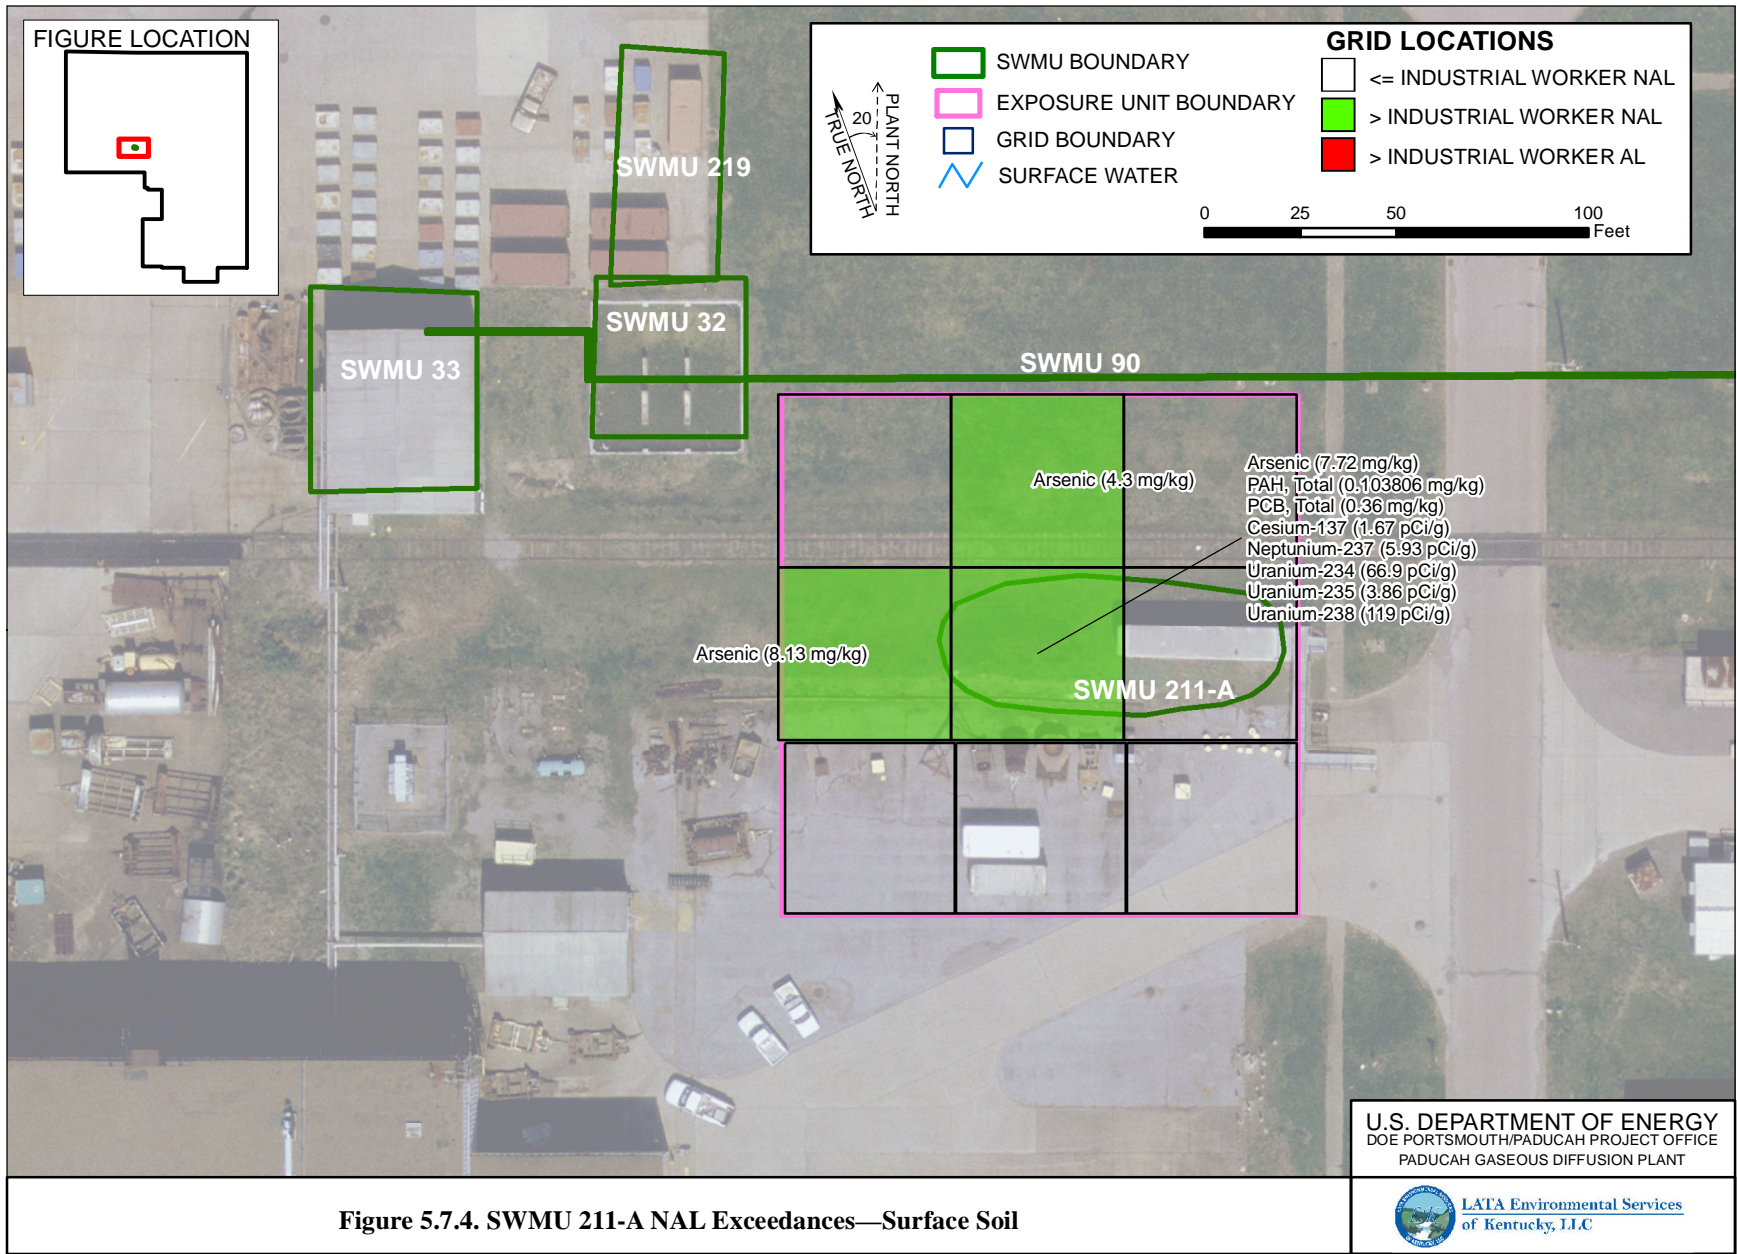 FIGURE LOCATION
SWMU BOUNDARY
EXPOSURE UNIT BOUNDARY
GRID BOUNDARY
SURFACE WATER
GRID LOCATIONS
<= INDUSTRIAL WORKER NAL
> INDUSTRIAL WORKER NAL
> INDUSTRIAL WORKER AL
TRUE NORTH
20
PLANT NORTH
0 25 50 100
Feet
SWMU 219
SWMU 32
SWMU 33
SWMU 90
Arsenic (4.3 mg/kg)
Arsenic (7.72 mg/kg)
PAH, Total (0.103806 mg/kg)
PCB, Total (0.36 mg/kg)
Cesium-137 (1.67 pCi/g)
Neptunium-237 (5.93 pCi/g)
Uranium-234 (66.9 pCi/g)
Uranium-235 (3.86 pCi/g)
Uranium-238 (119 pCi/g)
Arsenic (8.13 mg/kg)
SWMU 211-A
U.S. DEPARTMENT OF ENERGY
DOE PORTSMOUTH/PADUCAH PROJECT OFFICE
PADUCAH GASEOUS DIFFUSION PLANT
Figure 5.7.4. SWMU 211-A NAL Exceedances—Surface Soil
LATA Environmental Services
of Kentucky, LLC